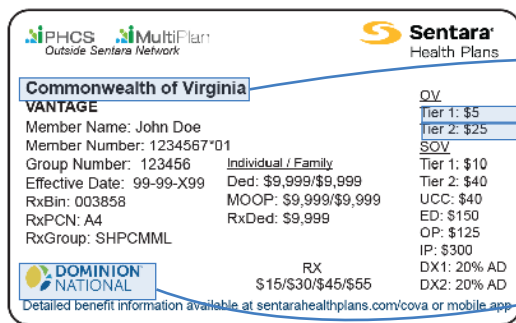 PHCS MultiPlan
Outside Sentara Network
Sentara
Health Plans
Commonwealth of Virginia
VANTAGE
Member Name: John Doe
Member Number: 1234567*01
Group Number: 123456
Effective Date: 99-99-X99
RxBin: 003858
RxPCN: A4
RxGroup: SHPCMML
Individual / Family
Ded: $9,999/$9,999
MOOP: $9,999/$9,999
RxDed: $9,999
RX
$15/$30/$45/$55
OV
Tier 1: $5
Tier 2: $25
SOV
Tier 1: $10
Tier 2: $40
UCC: $40
ED: $150
OP: $125
IP: $300
DX1: 20% AD
DX2: 20% AD
DOMINION
NATIONAL
Detailed benefit information available at sentarahealthplans.com/cova or mobile app